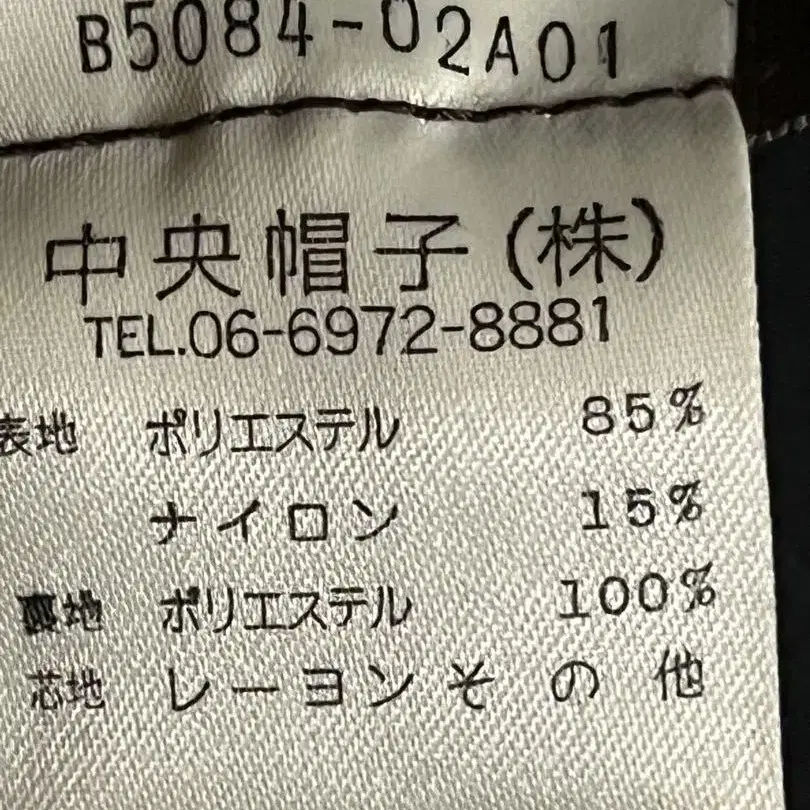 B5084-02A01
中央帽子(株)
TEL.06-6972-8881
表地 ポリエステル 85%
ナイロン 15%
裏地 ポリエステル 100%
芯地 レーヨンその他